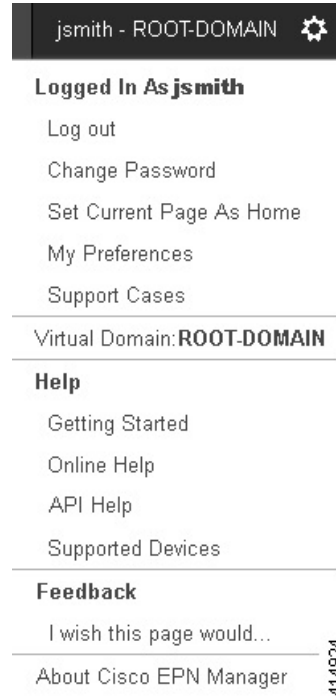 jsmith - ROOT-DOMAIN
Logged In As jsmith
Log out
Change Password
Set Current Page As Home
My Preferences
Support Cases
Virtual Domain: ROOT-DOMAIN
Help
Getting Started
Online Help
API Help
Supported Devices
Feedback
I wish this page would...
About Cisco EPN Manager